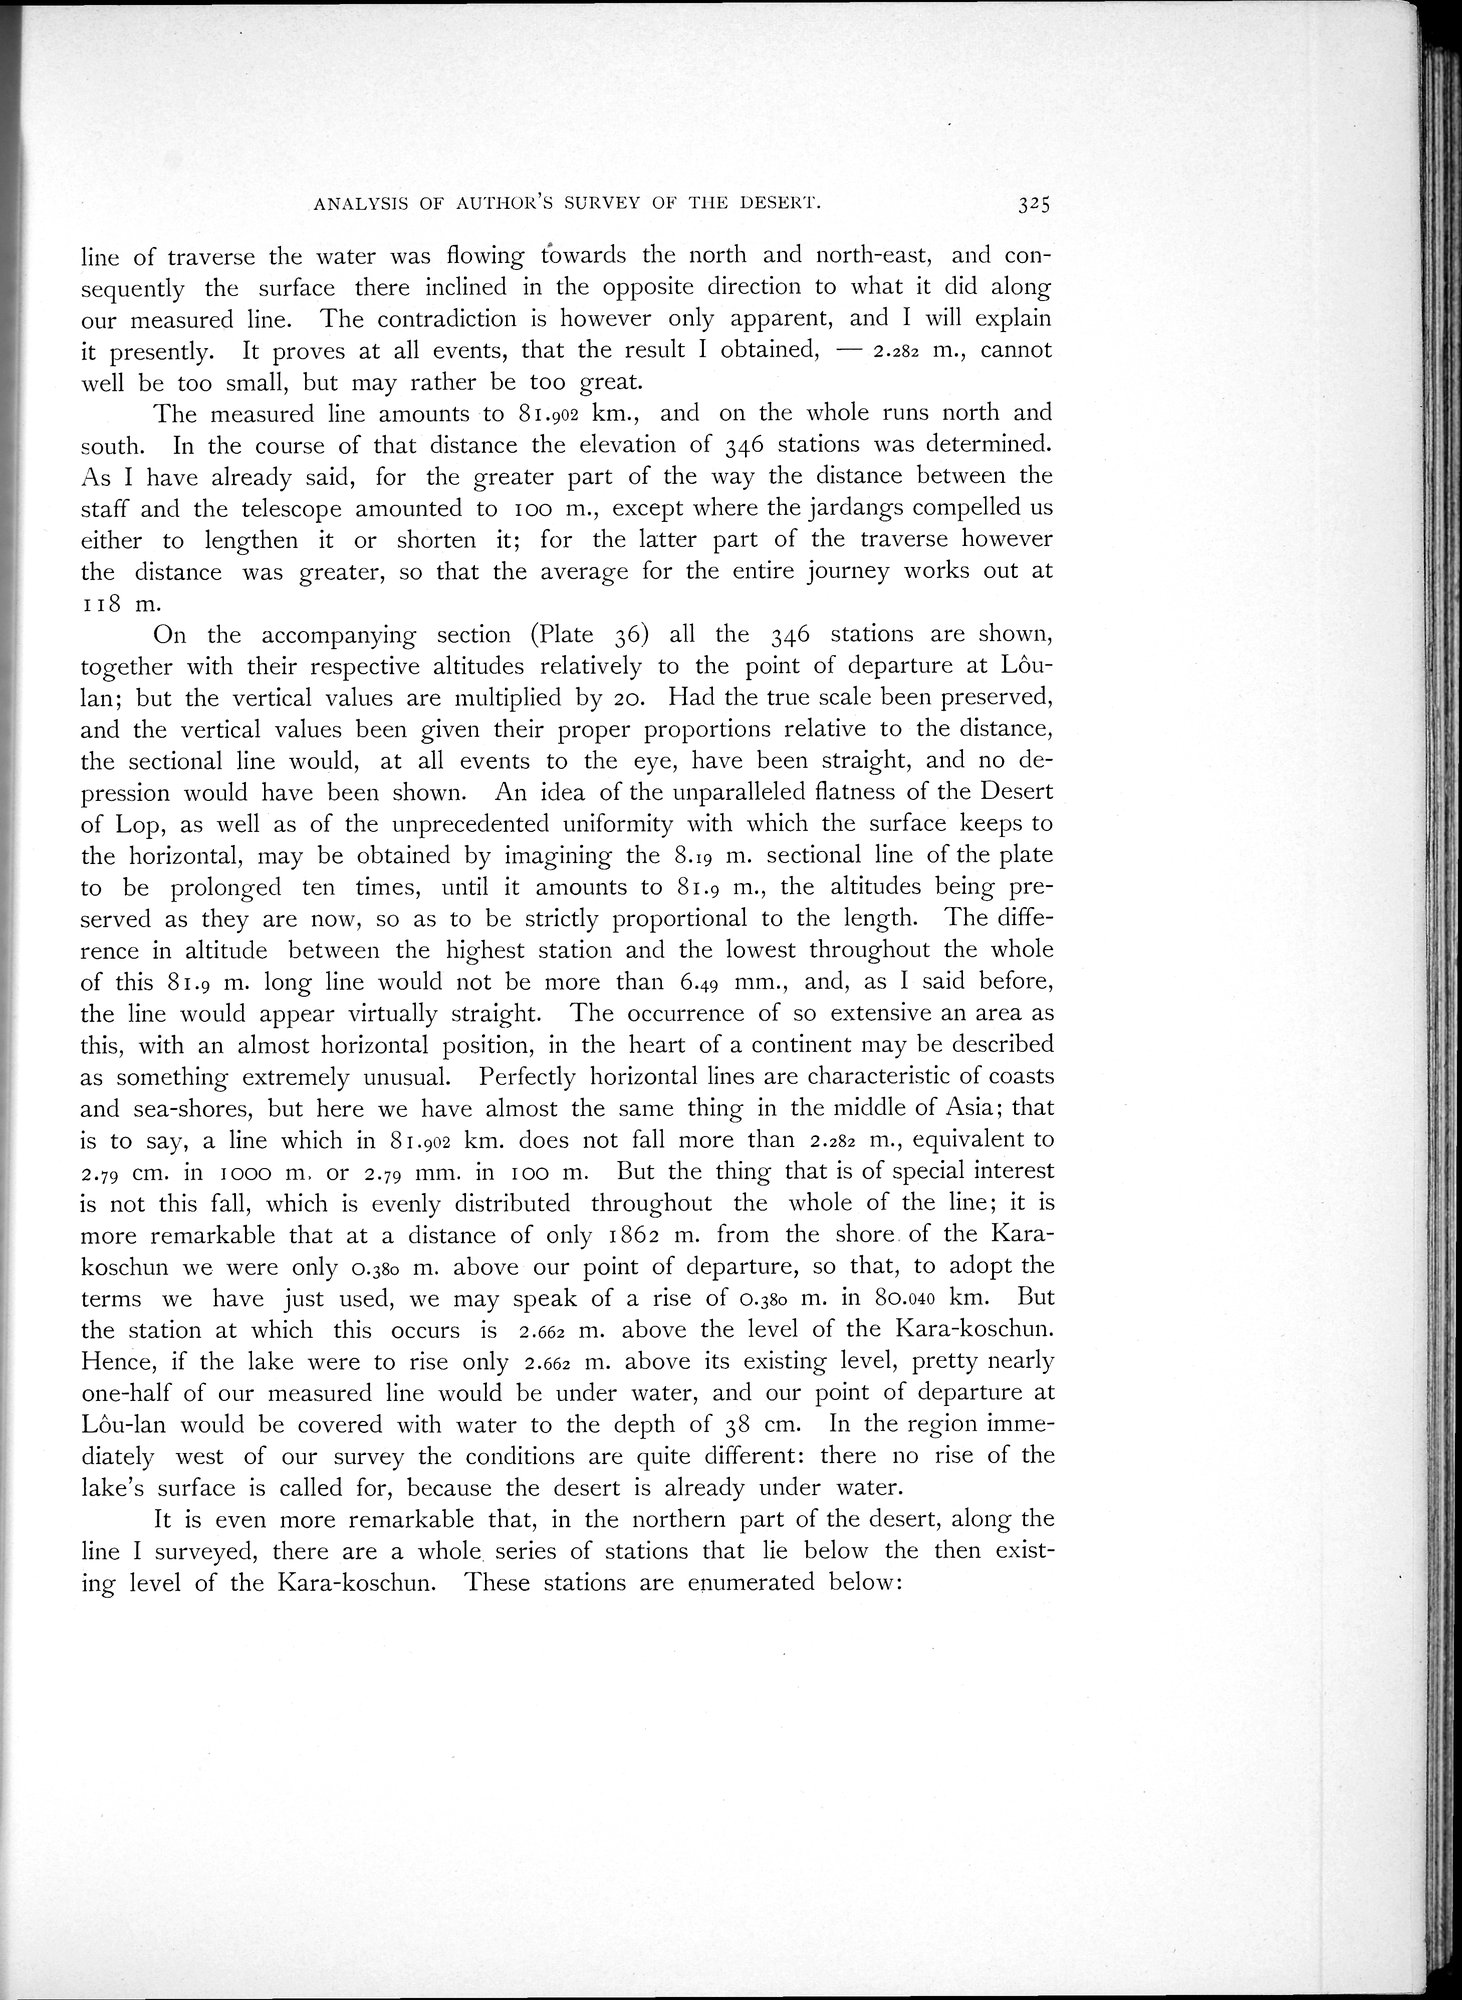 ANALYSIS OF AUTHOR'S SURVEY OF THE DESERT. 325
line of traverse the water was flowing towards the north and north-east, and con-
sequently the surface there inclined in the opposite direction to what it did along
our measured line. The contradiction is however only apparent, and I will explain
it presently. It proves at all events, that the result I obtained, — 2.282 m., cannot
well be too small, but may rather be too great.
The measured line amounts to 81.902 km., and on the whole runs north and
south. In the course of that distance the elevation of 346 stations was determined.
As I have already said, for the greater part of the way the distance between the
staff and the telescope amounted to 100 m., except where the jardangs compelled us
either to lengthen it or shorten it; for the latter part of the traverse however
the distance was greater, so that the average for the entire journey works out at
118 m.
On the accompanying section (Plate 36) all the 346 stations are shown,
together with their respective altitudes relatively to the point of departure at Lôu-
lan; but the vertical values are multiplied by 20. Had the true scale been preserved,
and the vertical values been given their proper proportions relative to the distance,
the sectional line would, at all events to the eye, have been straight, and no de-
pression would have been shown. An idea of the unparalleled flatness of the Desert
of Lop, as well as of the unprecedented uniformity with which the surface keeps to
the horizontal, may be obtained by imagining the 8.19 m. sectional line of the plate
to be prolonged ten times, until it amounts to 81.9 m., the altitudes being pre-
served as they are now, so as to be strictly proportional to the length. The diffe-
rence in altitude between the highest station and the lowest throughout the whole
of this 81.9 m. long line would not be more than 6.49 mm., and, as I said before,
the line would appear virtually straight. The occurrence of so extensive an area as
this, with an almost horizontal position, in the heart of a continent may be described
as something extremely unusual. Perfectly horizontal lines are characteristic of coasts
and sea-shores, but here we have almost the same thing in the middle of Asia; that
is to say, a line which in 81.902 km. does not fall more than 2.282 m., equivalent to
2.79 cm. in 1000 m. or 2.79 mm. in 100 m. But the thing that is of special interest
is not this fall, which is evenly distributed throughout the whole of the line; it is
more remarkable that at a distance of only 1862 m. from the shore of the Kara-
koschun we were only 0.380 m. above our point of departure, so that, to adopt the
terms we have just used, we may speak of a rise of 0.380 m. in 80.040 km. But
the station at which this occurs is 2.662 m. above the level of the Kara-koschun.
Hence, if the lake were to rise only 2.662 m. above its existing level, pretty nearly
one-half of our measured line would be under water, and our point of departure at
Lôu-lan would be covered with water to the depth of 38 cm. In the region imme-
diately west of our survey the conditions are quite different: there no rise of the
lake's surface is called for, because the desert is already under water.
It is even more remarkable that, in the northern part of the desert, along the
line I surveyed, there are a whole series of stations that lie below the then exist-
ing level of the Kara-koschun. These stations are enumerated below: